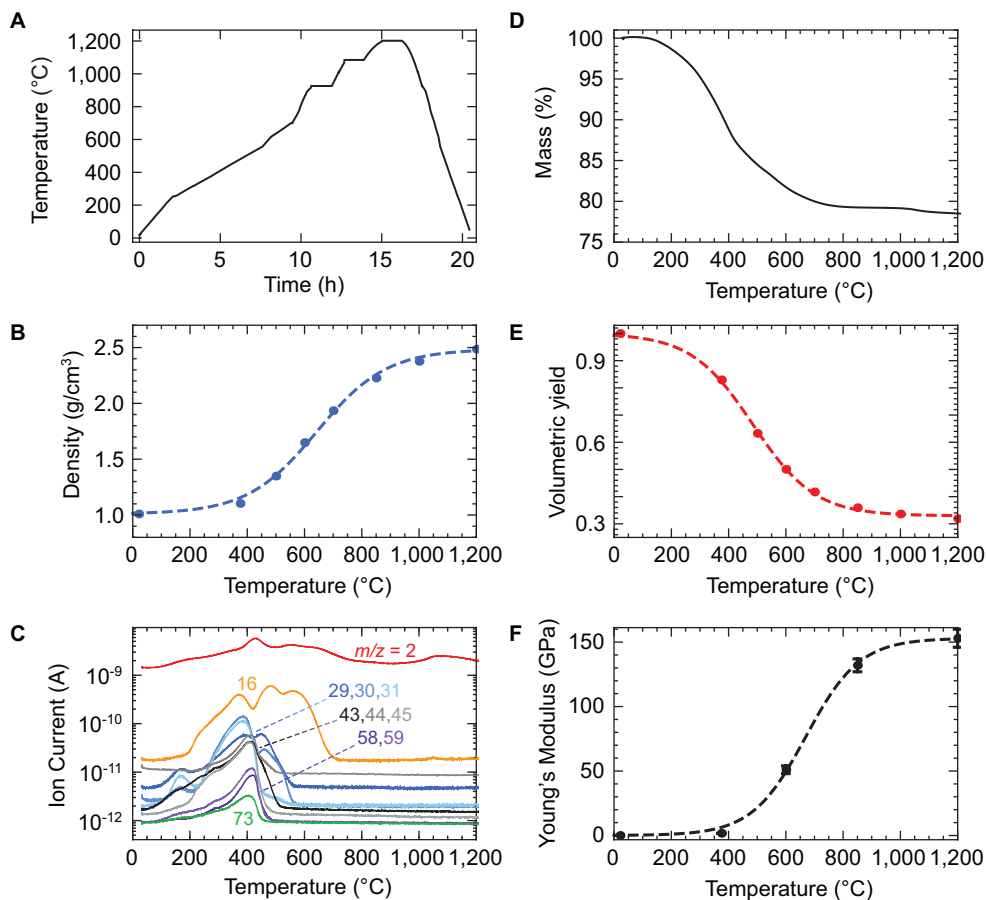 A
Temperature (°C)
1,200
1,000
800
600
400
200
0
0 5 10 15 20
Time (h)
D
Mass (%)
100
95
90
85
80
75
0 200 400 600 800 1,000 1,200
Temperature (°C)
B
Density (g/cm³)
2.5
2.0
1.5
1.0
0 200 400 600 800 1,000 1,200
Temperature (°C)
E
Volumetric yield
0.9
0.6
0.3
0 200 400 600 800 1,000 1,200
Temperature (°C)
C
Ion Current (A)
10⁻⁹
10⁻¹⁰
10⁻¹¹
10⁻¹²
m/z = 2
16
29,30,31
43,44,45
58,59
73
0 200 400 600 800 1,000 1,200
Temperature (°C)
F
Young's Modulus (GPa)
150
100
50
0
0 200 400 600 800 1,000 1,200
Temperature (°C)